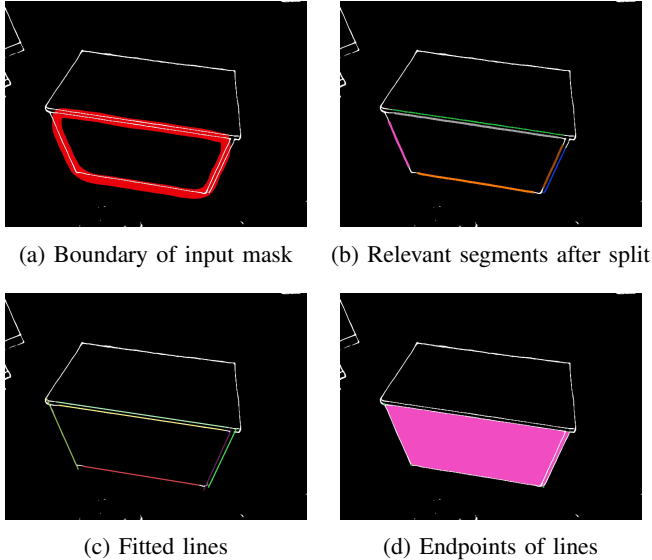 (a) Boundary of input mask
(b) Relevant segments after split
(c) Fitted lines
(d) Endpoints of lines